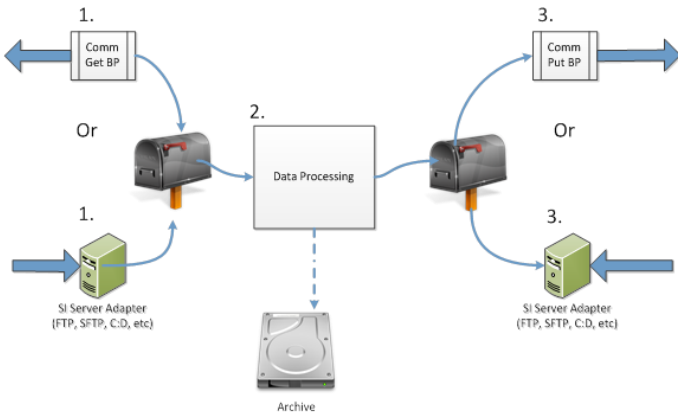 1.
Comm
Get BP
Or
1.
SI Server Adapter
(FTP, SFTP, C:D, etc)
2.
Data Processing
Archive
3.
Comm
Put BP
Or
3.
SI Server Adapter
(FTP, SFTP, C:D, etc)